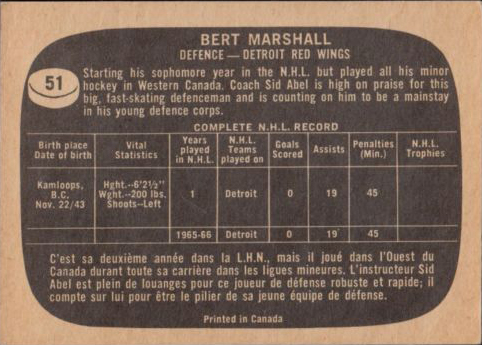 BERT MARSHALL
DEFENCE — DETROIT RED WINGS
51
Starting his sophomore year in the N.H.L. but played all his minor
hockey in Western Canada. Coach Sid Abel is high on praise for this
big, fast-skating defenceman and is counting on him to be a mainstay
in his young defence corps.
COMPLETE N.H.L. RECORD
Birth place Date of birth | Vital Statistics | Years played in N.H.L. | N.H.L. Teams played on | Goals Scored | Assists | Penalties (Min.) | N.H.L. Trophies
Kamloops, B.C. Nov. 22/43 | Hght.--6'2½" Wght.--200 lbs. Shoots--Left | 1 | Detroit | 0 | 19 | 45
1965-66 | Detroit | 0 | 19 | 45
C'est sa deuxième année dans la L.H.N., mais il joué dans l'Ouest du
Canada durant toute sa carrière dans les ligues mineures. L'instructeur Sid
Abel est plein de louanges pour ce joueur de défense robuste et rapide; il
compte sur lui pour être le pilier de sa jeune équipe de défense.
Printed in Canada